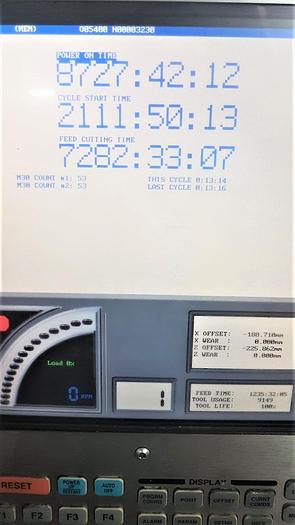 (MEM) O05400 N00003230
POWER ON TIME
8727:42:12
CYCLE START TIME
2111:50:13
FEED CUTTING TIME
7282:33:07
M30 COUNT #1: 53 THIS CYCLE 0:13:14
M30 COUNT #2: 53 LAST CYCLE 0:13:16
X OFFSET: -188.710mm
X WEAR : 0.000mm
Z OFFSET: -225.862mm
Z WEAR : 0.000mm
Load 0%
0 RPM
1
FEED TIME: 1235:32:05
TOOL USAGE: 9149
TOOL LIFE: 100%
RESET POWER UP RESTART AUTO OFF
DISPLAY
PRGRM CONVRS POSIT OFFSET CURNT COMDS
F1 F2 F3 F4
ALARM PARAM SETNG